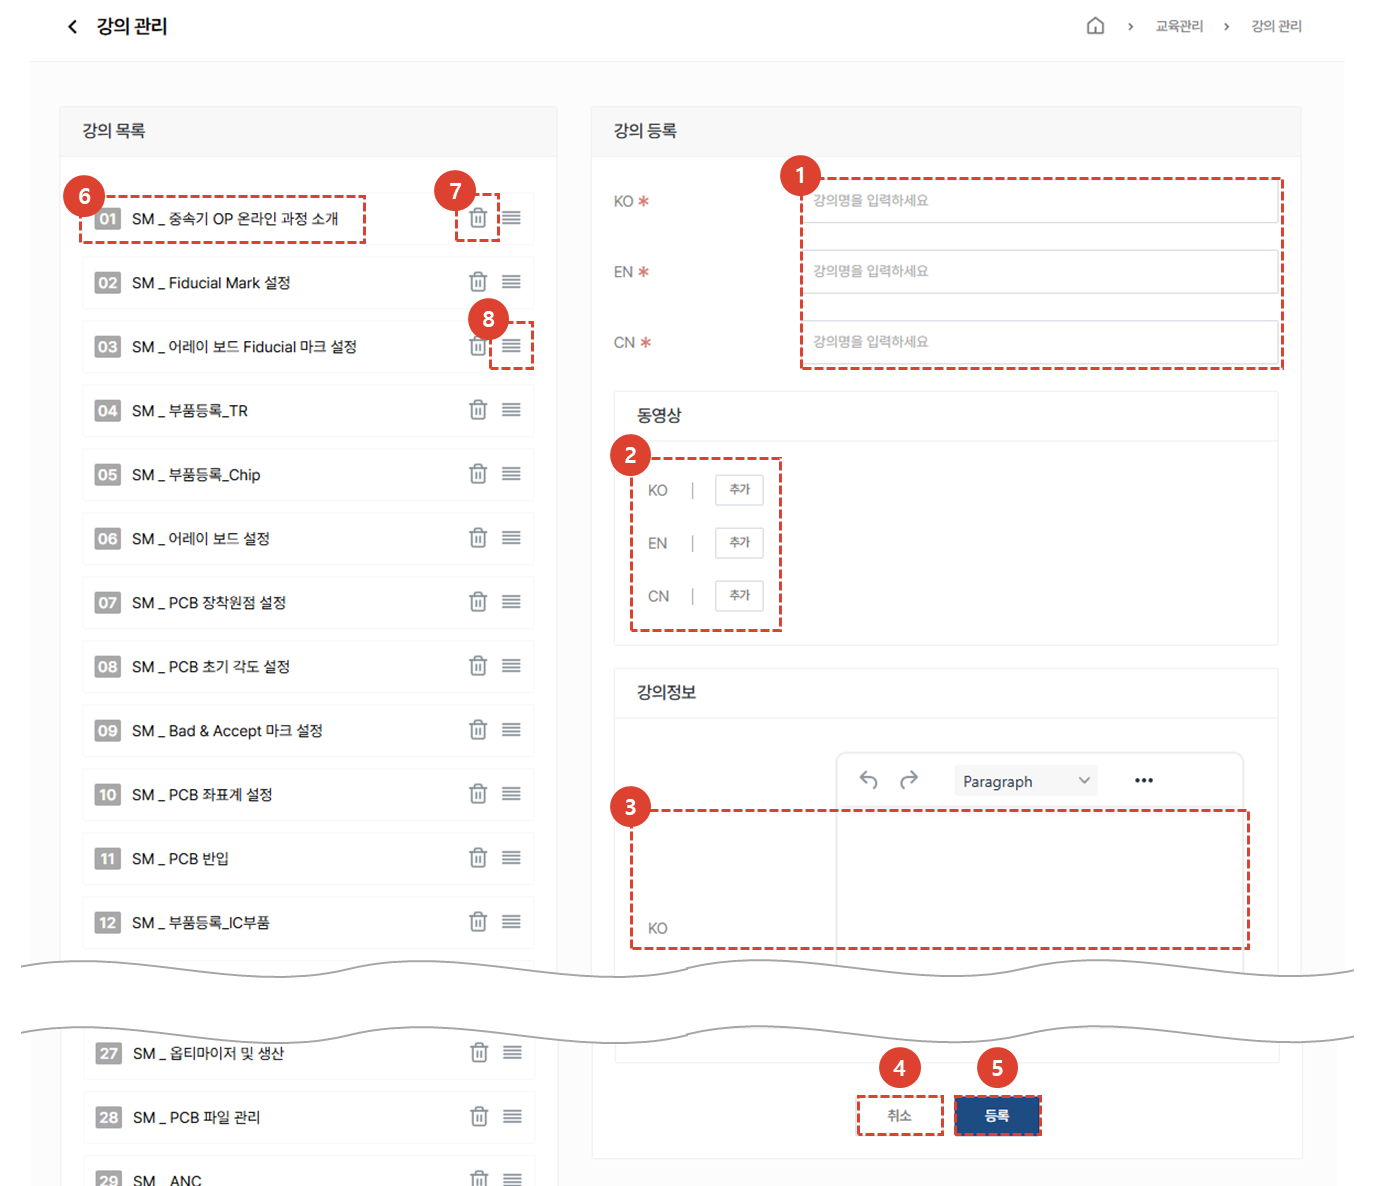 강의 관리
교육관리
강의 관리
강의 목록
6
7
01 SM _ 중속기 OP 온라인 과정 소개
02 SM _ Fiducial Mark 설정
8
03 SM _ 어레이 보드 Fiducial 마크 설정
04 SM _ 부품등록_TR
05 SM _ 부품등록_Chip
06 SM _ 어레이 보드 설정
07 SM _ PCB 장착원점 설정
08 SM _ PCB 초기 각도 설정
09 SM _ Bad & Accept 마크 설정
10 SM _ PCB 좌표계 설정
11 SM _ PCB 반입
12 SM _ 부품등록_IC부품
27 SM _ 옵티마이저 및 생산
28 SM _ PCB 파일 관리
29 SM _ ANC
강의 등록
1
KO * 강의명을 입력하세요
EN * 강의명을 입력하세요
CN * 강의명을 입력하세요
동영상
2
KO | 추가
EN | 추가
CN | 추가
강의정보
Paragraph
3
KO
4
5
취소
등록